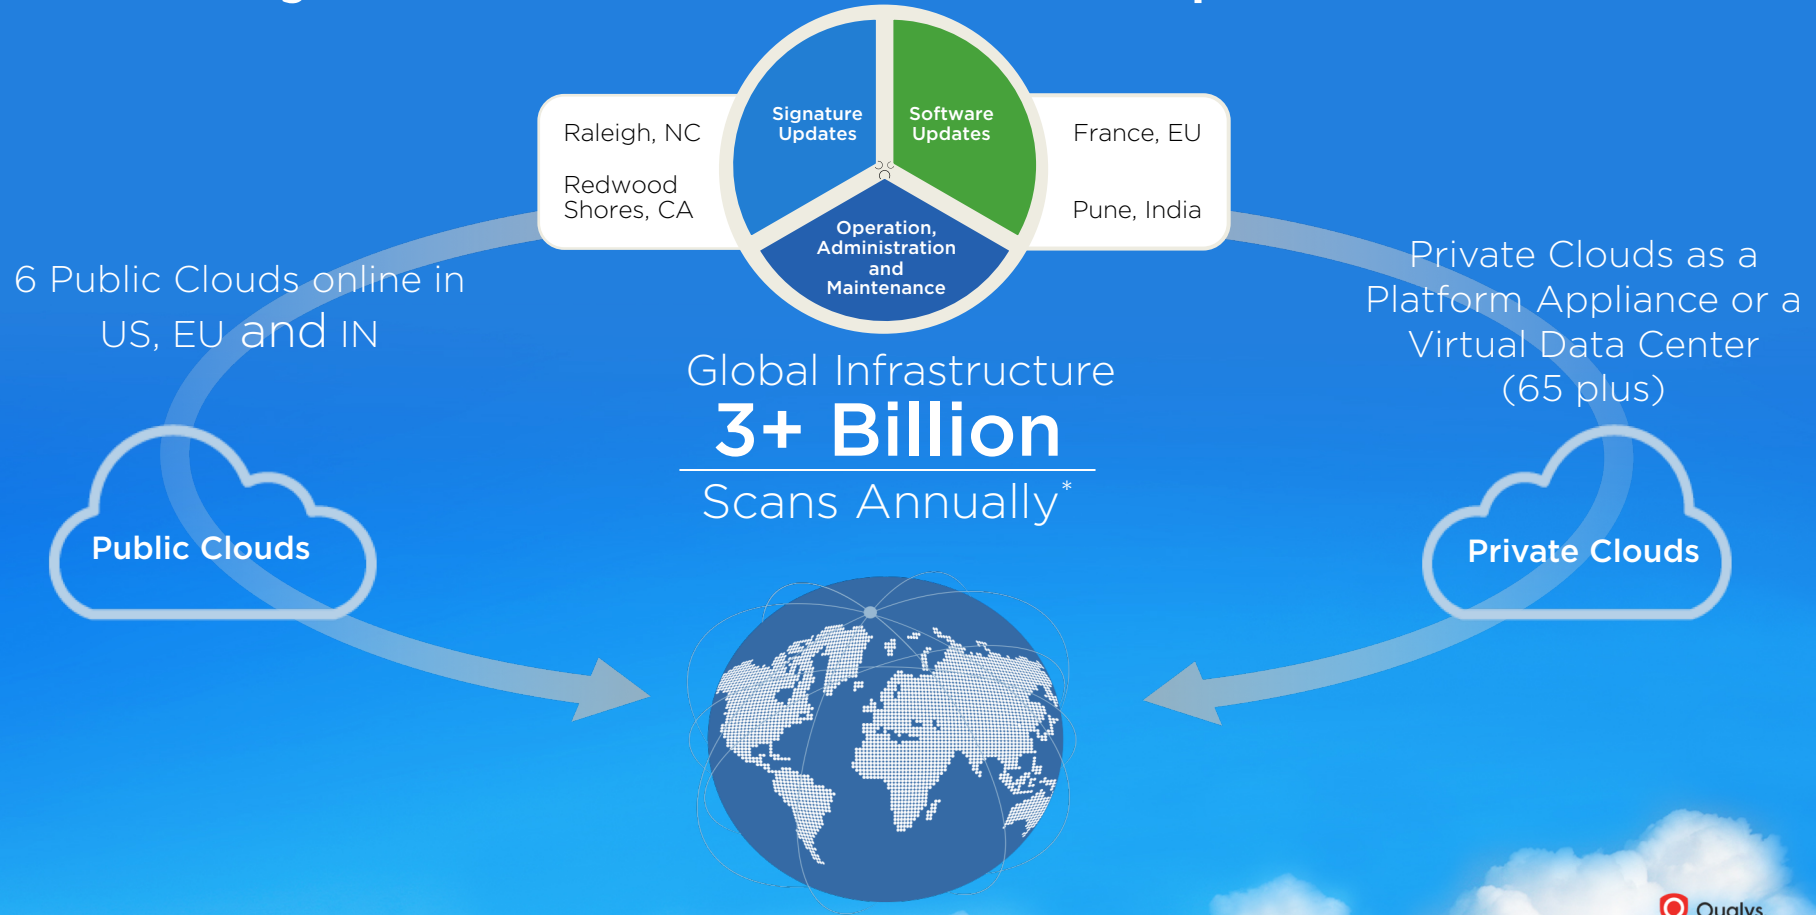 Raleigh, NC
Redwood
Shores, CA
Signature
Updates
Software
Updates
Operation,
Administration
and
Maintenance
France, EU
Pune, India
6 Public Clouds online in
US, EU and IN
Private Clouds as a
Platform Appliance or a
Virtual Data Center
(65 plus)
Global Infrastructure
3+ Billion
Scans Annually*
Public Clouds
Private Clouds
Qualys